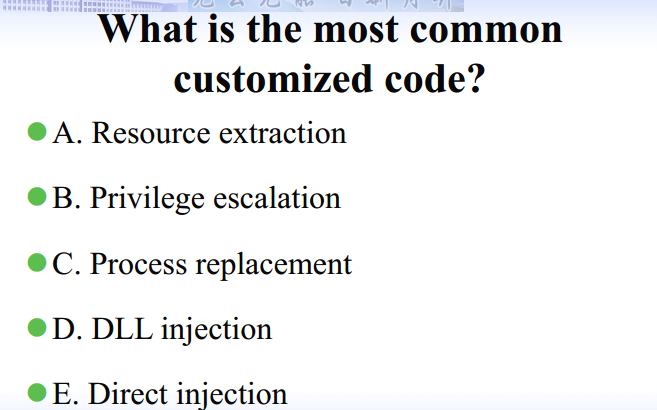 What is the most common
customized code?
A. Resource extraction
B. Privilege escalation
C. Process replacement
D. DLL injection
E. Direct injection